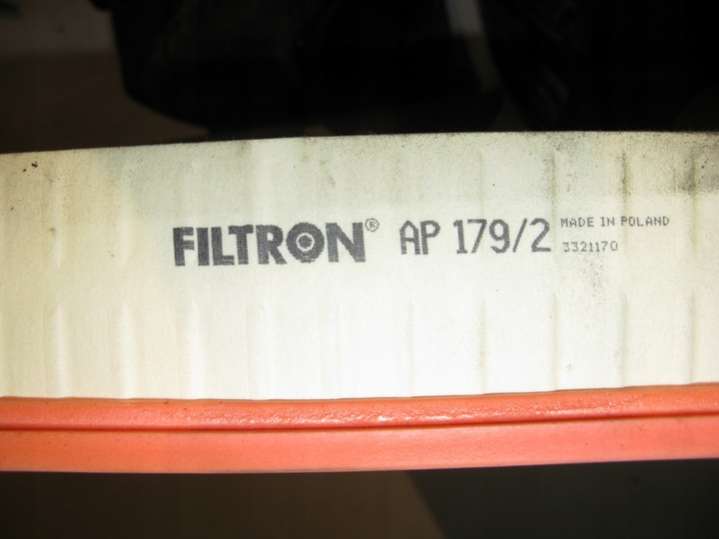 FILTRON® AP 179/2 MADE IN POLAND
3321170